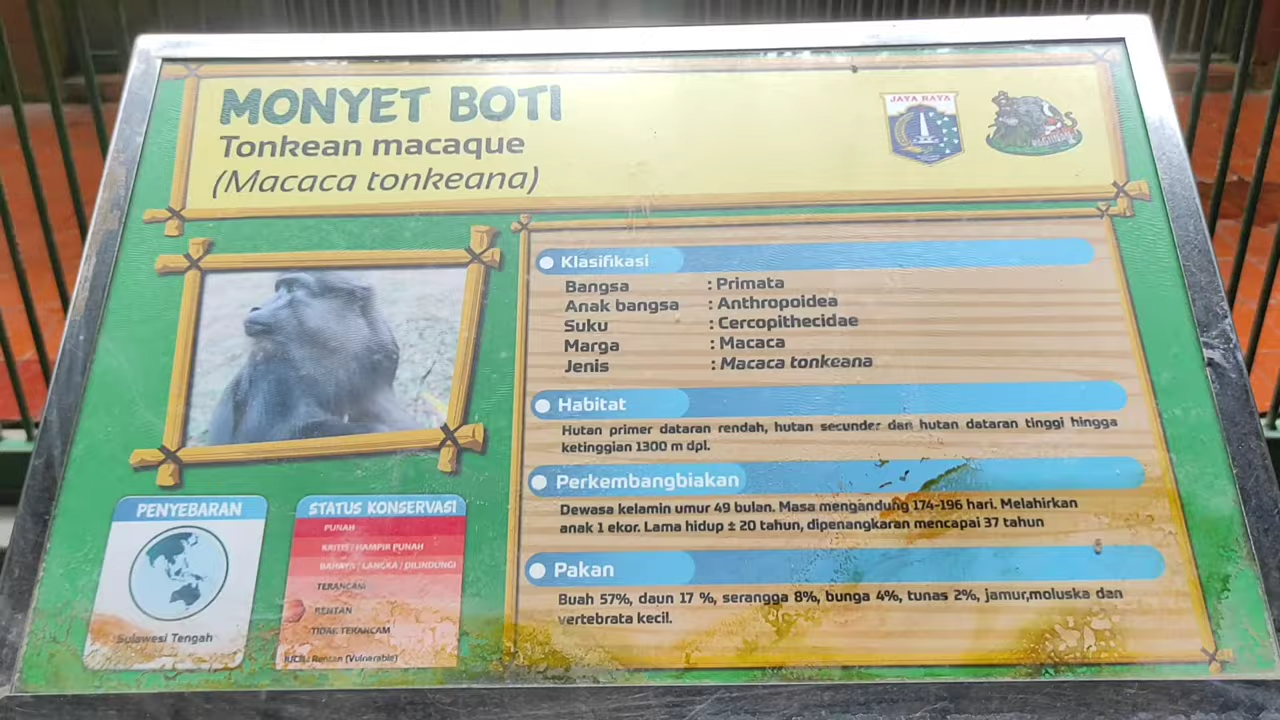 MONYET BOTI
Tonkean macaque
(Macaca tonkeana)
JAYA RAYA
Klasifikasi
Bangsa : Primata
Anak bangsa : Anthropoidea
Suku : Cercopithecidae
Marga : Macaca
Jenis : Macaca tonkeana
Habitat
Hutan primer dataran rendah, hutan secunder dan hutan dataran tinggi hingga
ketinggian 1300 m dpl.
Perkembangbiakan
Dewasa kelamin umur 49 bulan. Masa mengandung 174-196 hari. Melahirkan
anak 1 ekor. Lama hidup ± 20 tahun, dipenangkaran mencapai 37 tahun
Pakan
Buah 57%, daun 17 %, serangga 8%, bunga 4%, tunas 2%, jamur,moluska dan
vertebrata kecil.
PENYEBARAN
Sulawesi Tengah
STATUS KONSERVASI
PUNAH
KRITIS / HAMPIR PUNAH
BAHAYA / LANGKA / DILINDUNGI
TERANCAM
RENTAN
TIDAK TERANCAM
IUCN : Rentan (Vulnerable)